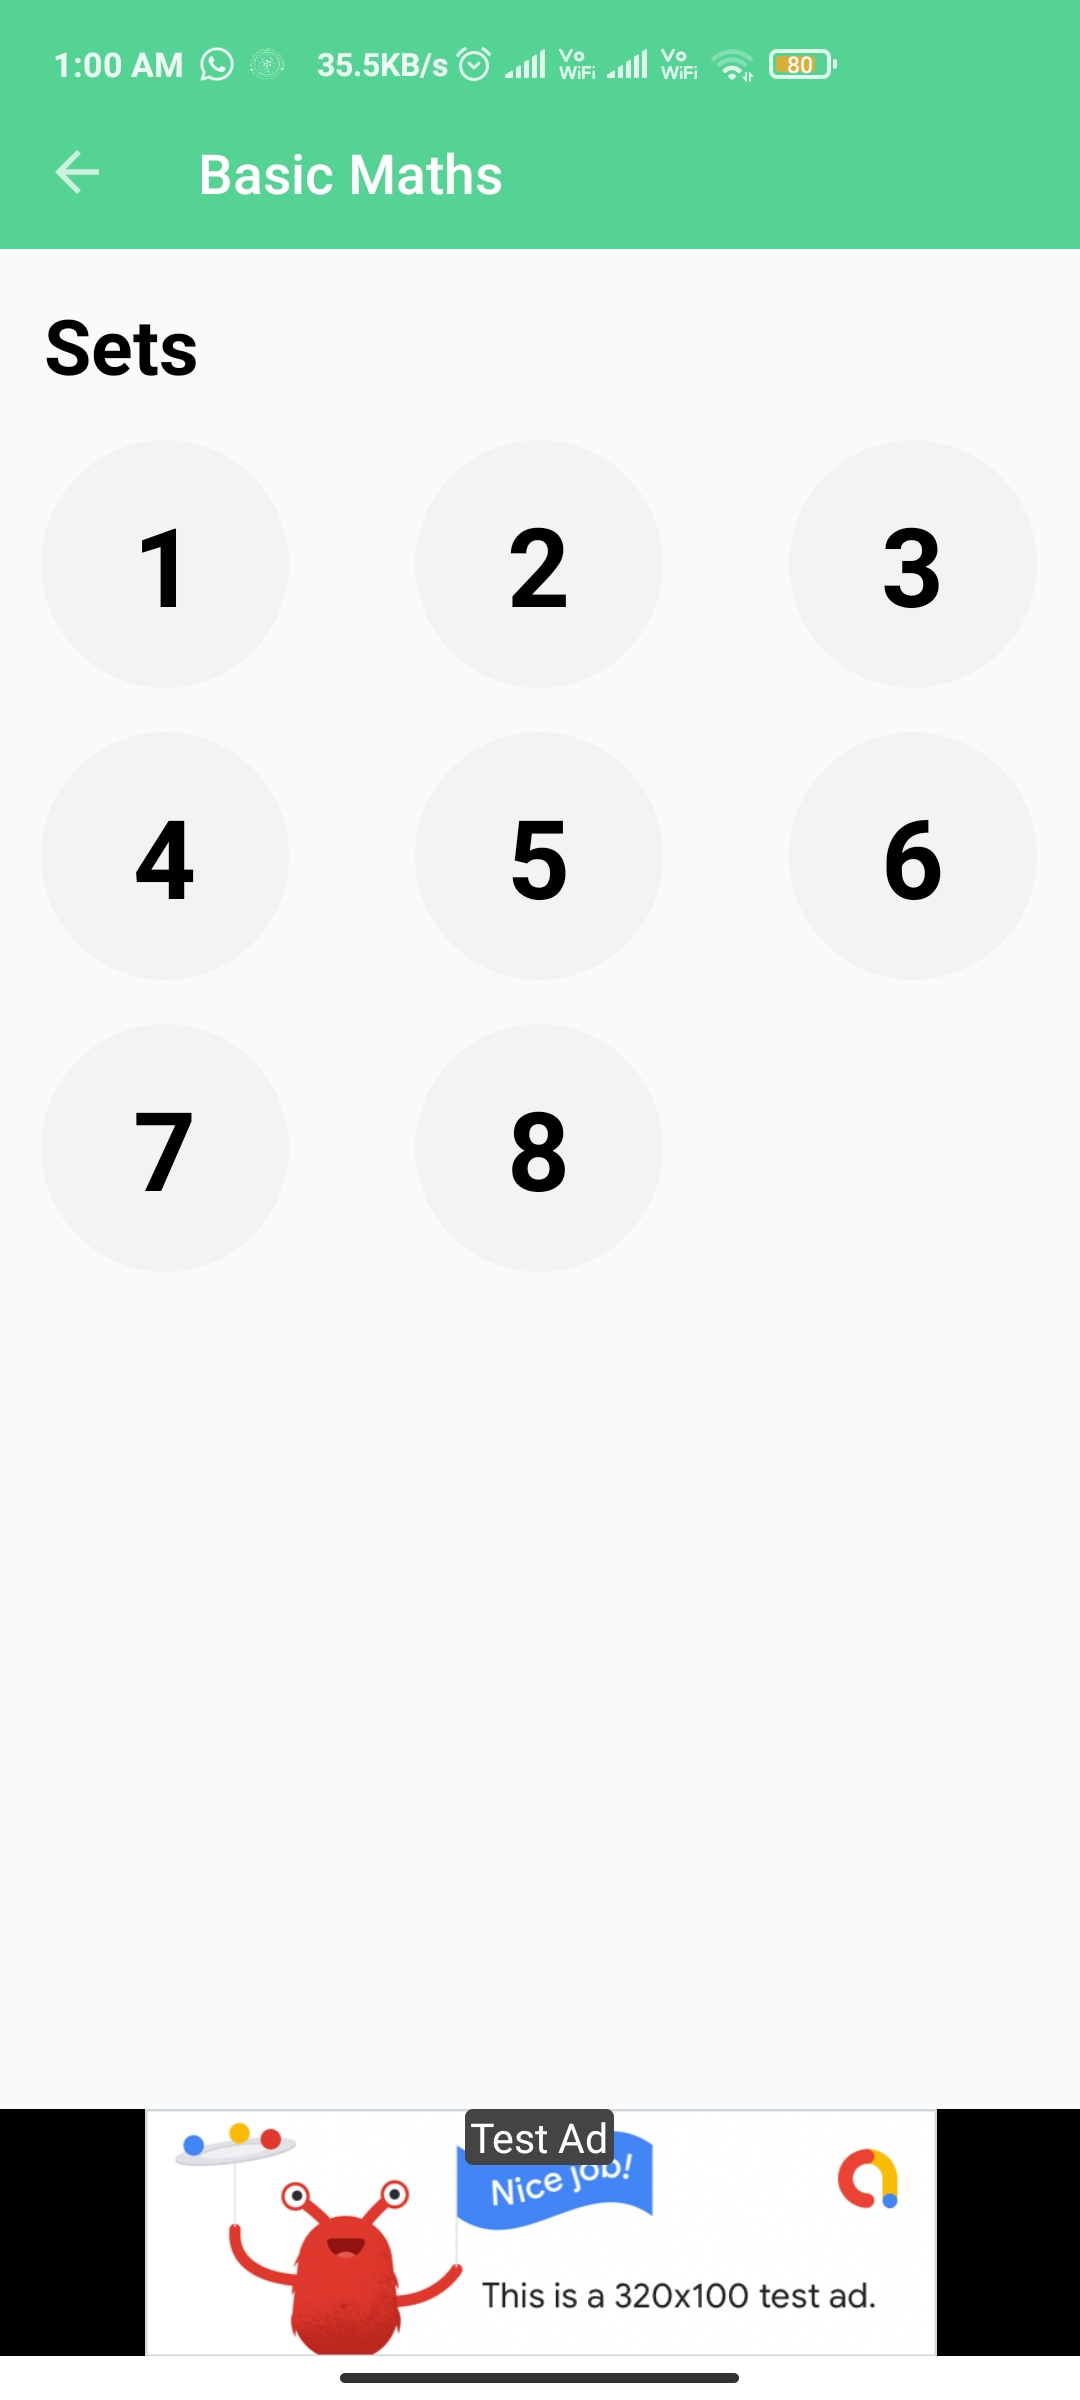 1:00 AM 35.5KB/s Vo WiFi Vo WiFi 80
Basic Maths
Sets
1 2 3
4 5 6
7 8
Test Ad
Nice job!
This is a 320x100 test ad.